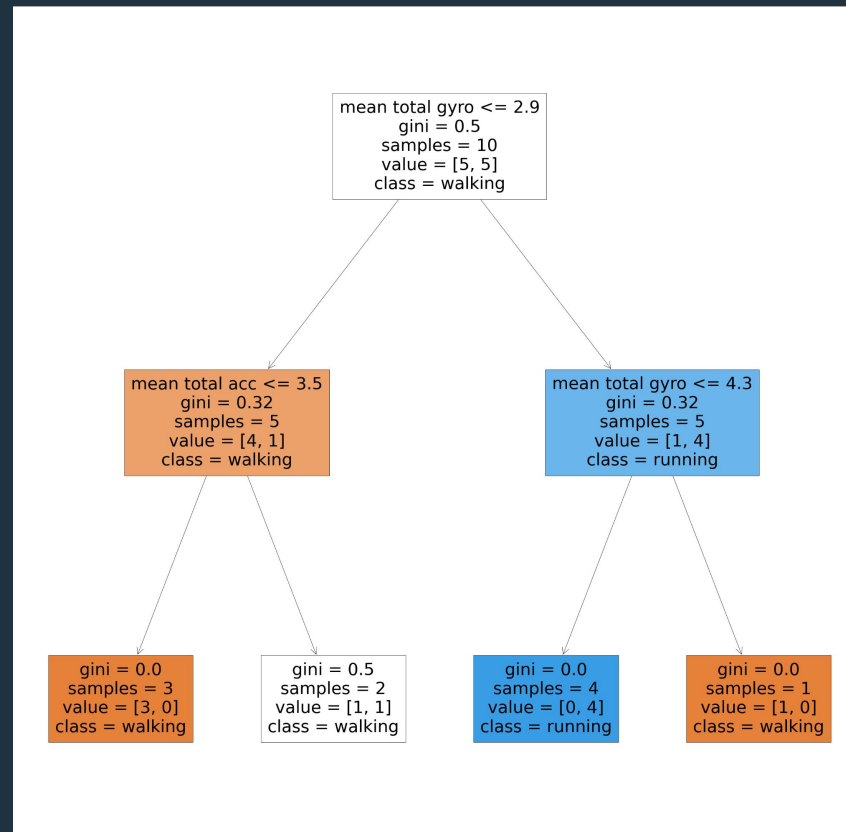 mean total gyro <= 2.9
gini = 0.5
samples = 10
value = [5, 5]
class = walking
mean total acc <= 3.5
gini = 0.32
samples = 5
value = [4, 1]
class = walking
mean total gyro <= 4.3
gini = 0.32
samples = 5
value = [1, 4]
class = running
gini = 0.0
samples = 3
value = [3, 0]
class = walking
gini = 0.5
samples = 2
value = [1, 1]
class = walking
gini = 0.0
samples = 4
value = [0, 4]
class = running
gini = 0.0
samples = 1
value = [1, 0]
class = walking